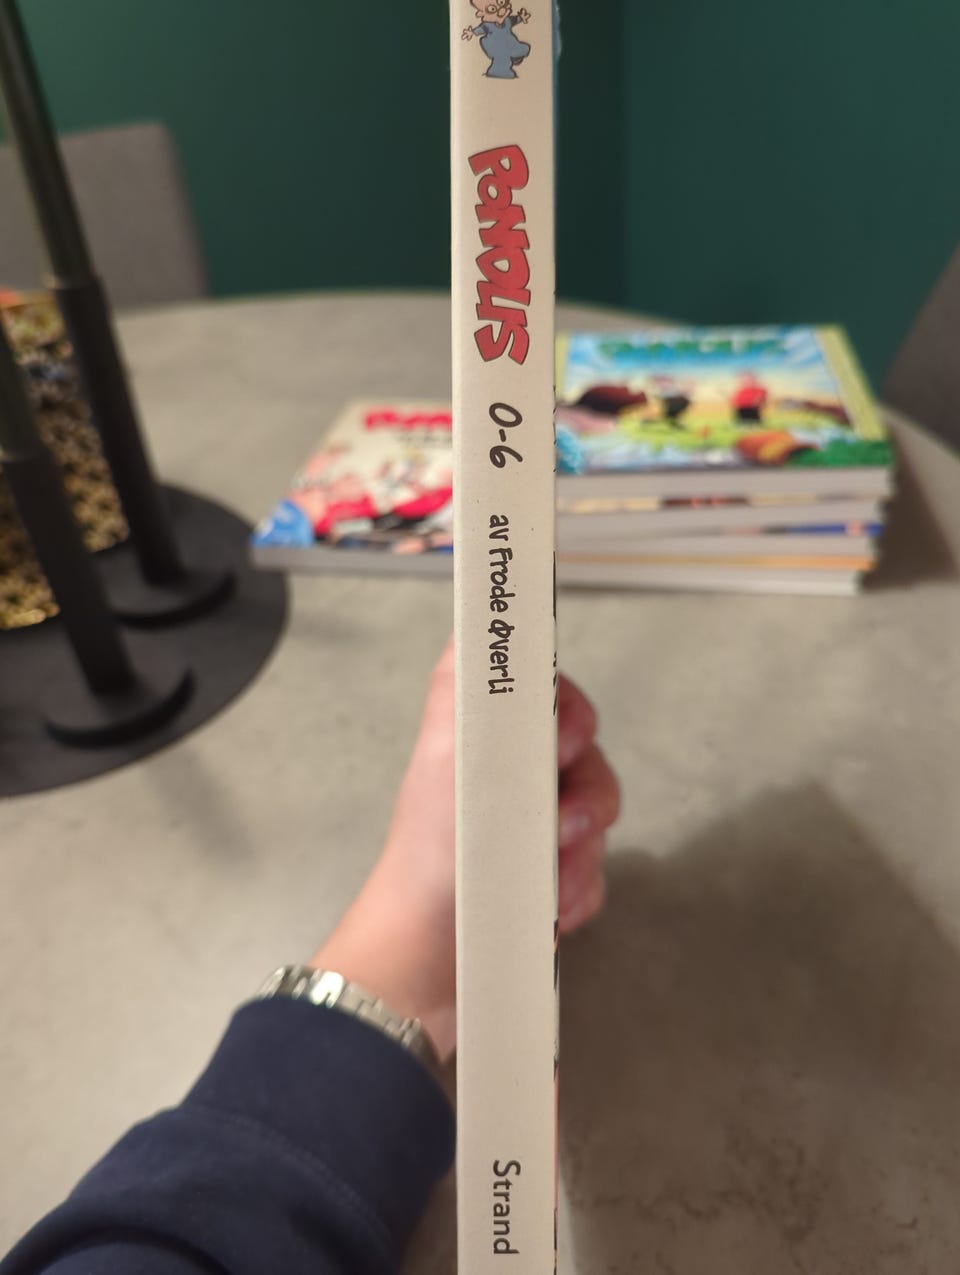 PONDUS
0-6
av Frode Øverli
Strand